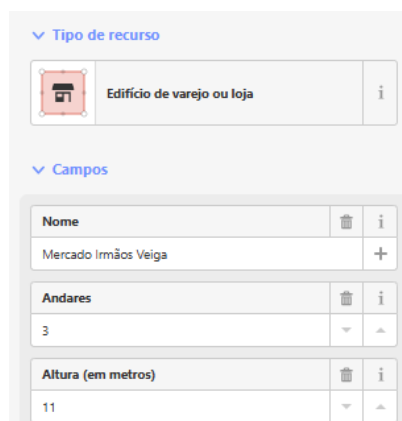 Tipo de recurso
Edifício de varejo ou loja
i
Campos
Nome
i
Mercado Irmãos Veiga
+
Andares
i
3
Altura (em metros)
i
11